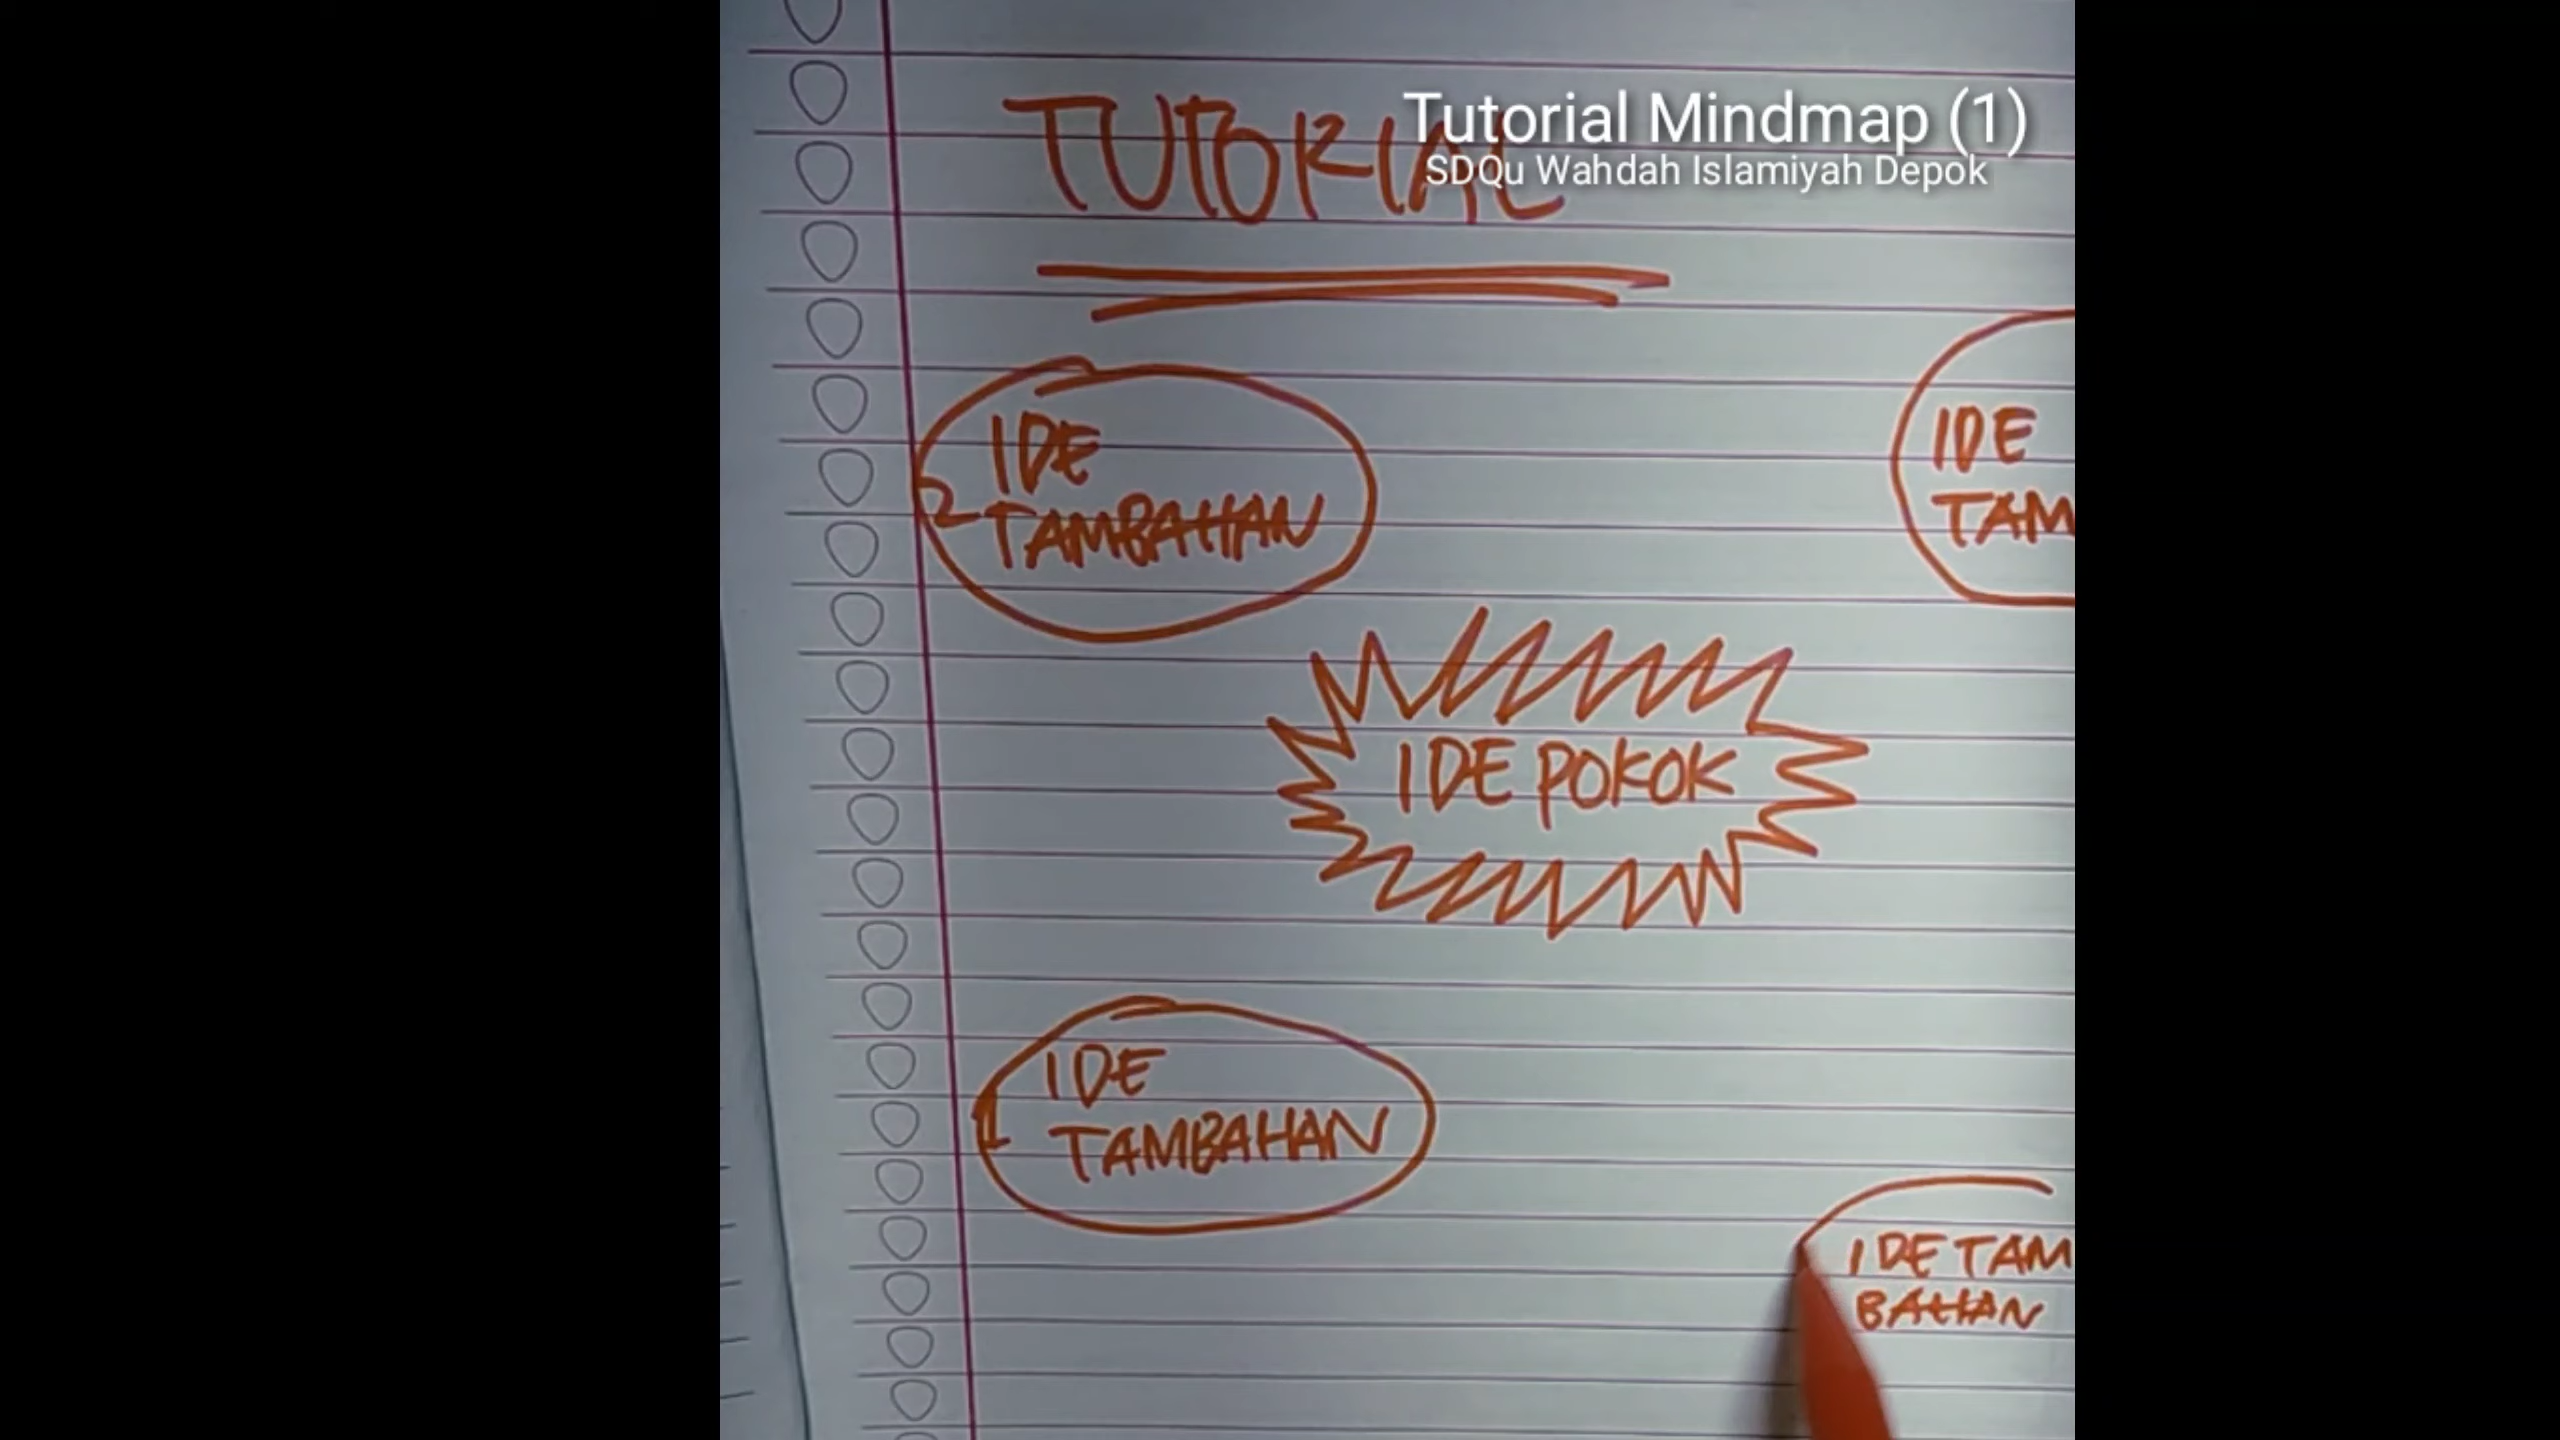 Tutorial Mindmap (1)
SDQu Wahdah Islamiyah Depok
TUTORIAL
IDE
2 TAMBAHAN
IDE
TAM
IDE POKOK
IDE
1 TAMBAHAN
IDE TAM
BAHAN